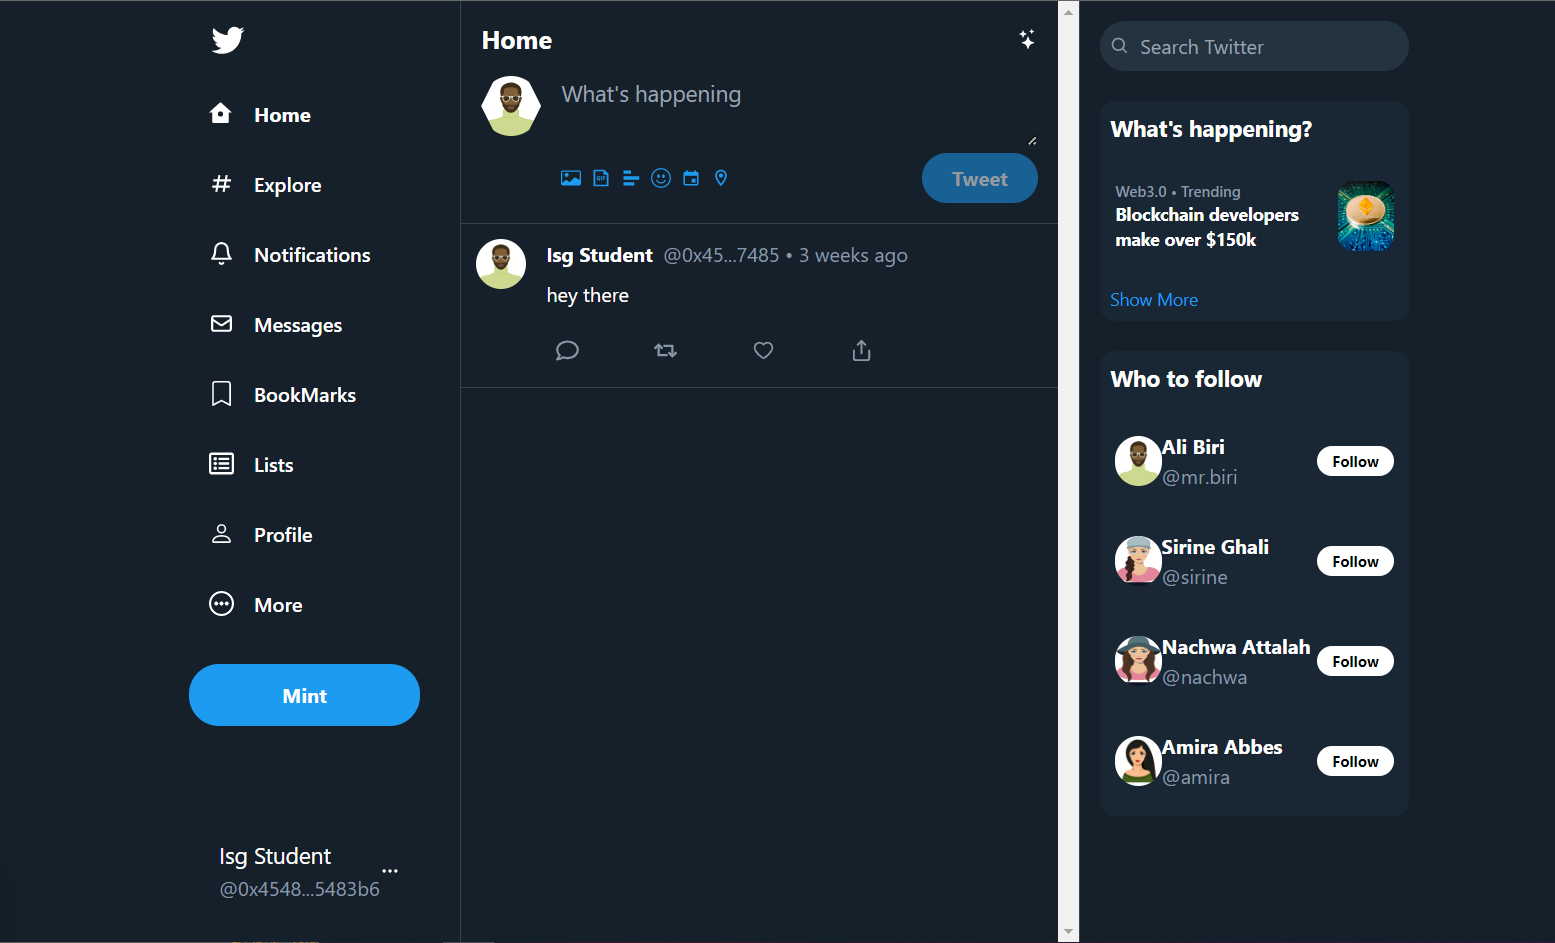 Home
Explore
Notifications
Messages
BookMarks
Lists
Profile
More
Mint
Isg Student
@0x4548...5483b6
Home
What's happening
GIF
Tweet
Isg Student @0x45...7485 • 3 weeks ago
hey there
Search Twitter
What's happening?
Web3.0 • Trending
Blockchain developers
make over $150k
Show More
Who to follow
Ali Biri
@mr.biri
Follow
Sirine Ghali
@sirine
Follow
Nachwa Attalah
@nachwa
Follow
Amira Abbes
@amira
Follow